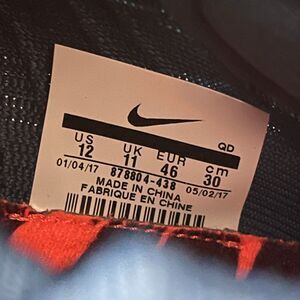 QD
US UK EUR cm
12 11 46 30
01/04/17 878804-438 05/02/17
MADE IN CHINA
FABRIQUE EN CHINE